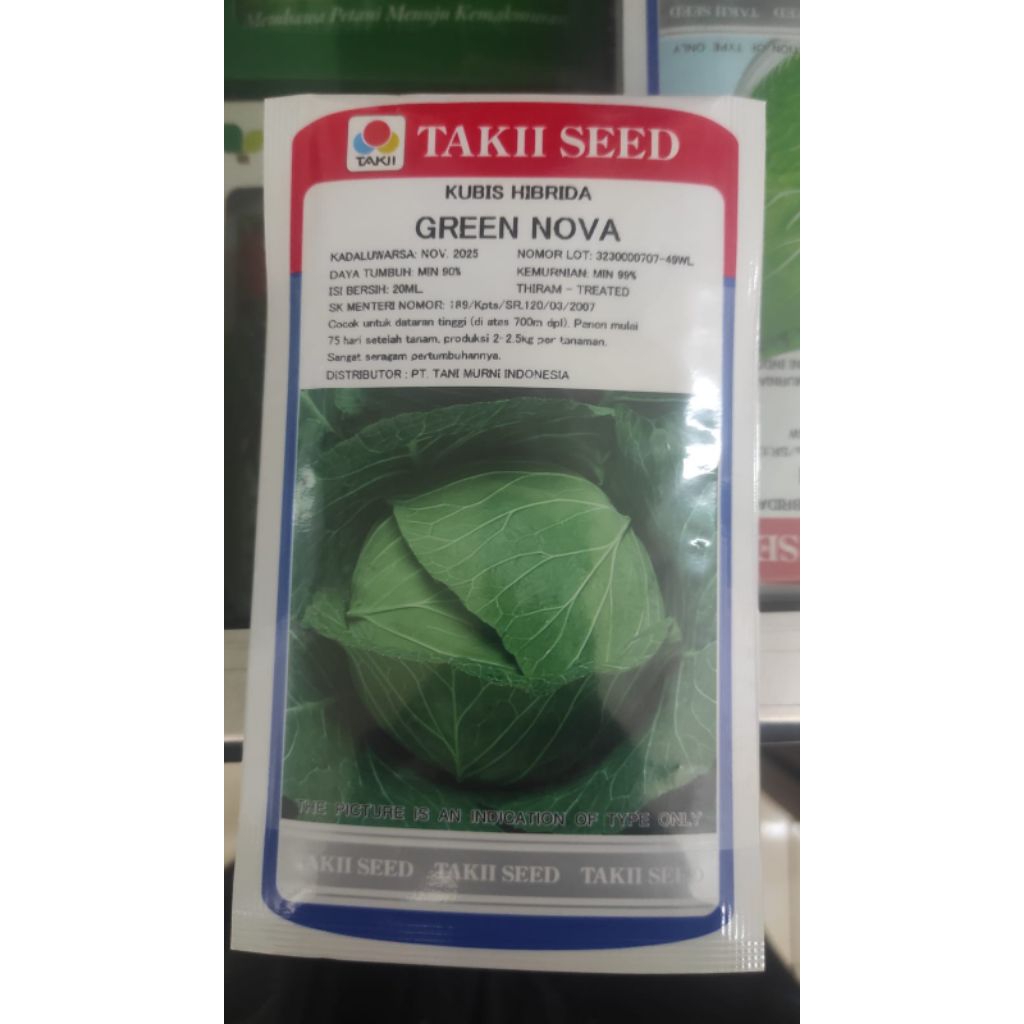 Membawa Petani Menuju Kemakmuran
TAKII
TAKII SEED
KUBIS HIBRIDA
GREEN NOVA
KADALUWARSA: NOV. 2025 NOMOR LOT: 3230000707-49WL
DAYA TUMBUH: MIN 90% KEMURNIAN: MIN 99%
ISI BERSIH: 20ML. THIRAM - TREATED
SK MENTERI NOMOR: 189/Kpts/SR.120/03/2007
Cocok untuk dataran tinggi (di atas 700m dpl). Panen mulai
75 hari setelah tanam, produksi 2-2.5kg per tanaman.
Sangat seragam pertumbuhannya.
DISTRIBUTOR : PT. TANI MURNI INDONESIA
THE PICTURE IS AN INDICATION OF TYPE ONLY
TAKII SEED TAKII SEED TAKII SEED